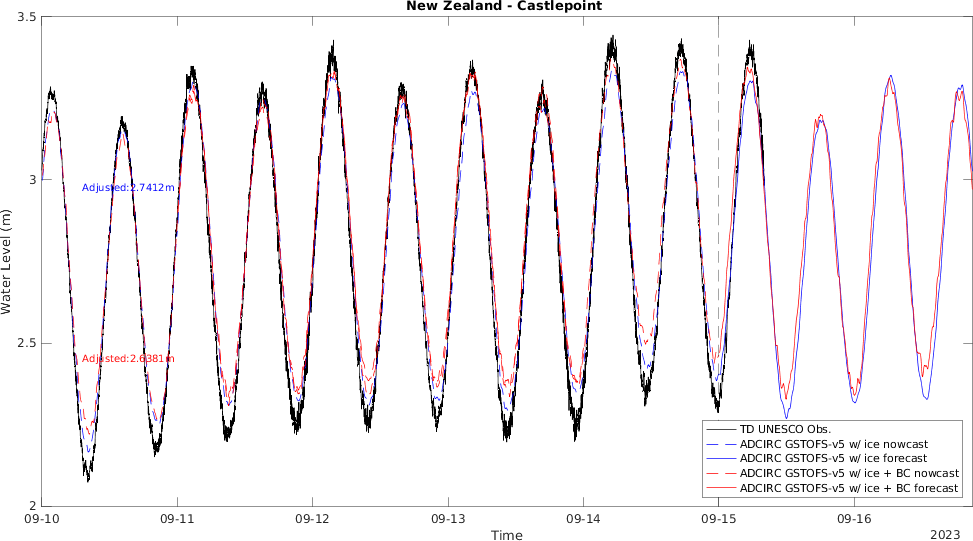 New Zealand - Castlepoint
3.5
3
2.5
2
Water Level (m)
Adjusted:2.7412m
Adjusted:2.6381m
TD UNESCO Obs.
ADCIRC GSTOFS-v5 w/ ice nowcast
ADCIRC GSTOFS-v5 w/ ice forecast
ADCIRC GSTOFS-v5 w/ ice + BC nowcast
ADCIRC GSTOFS-v5 w/ ice + BC forecast
09-10 09-11 09-12 09-13 09-14 09-15 09-16
Time
2023